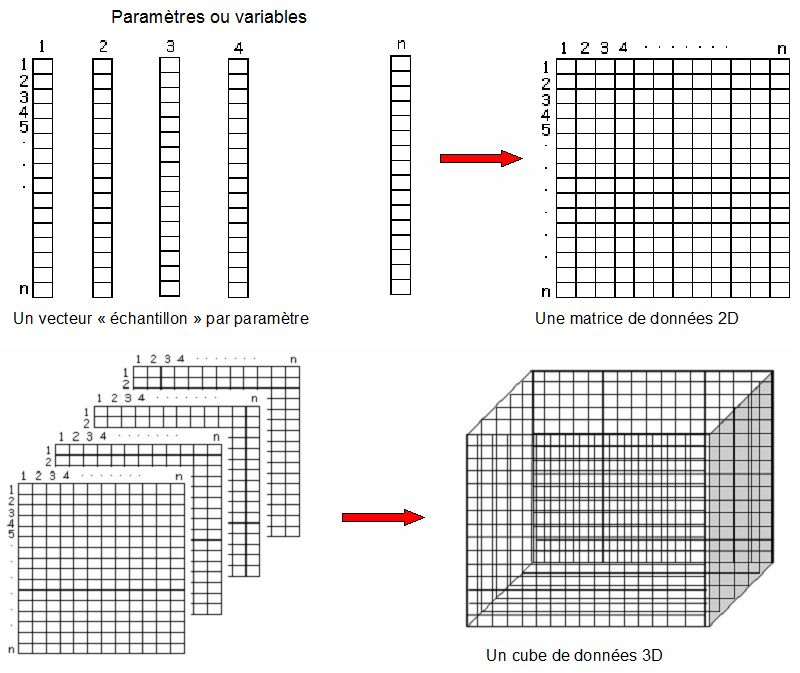 Paramètres ou variables
1 2 3 4 n
1
2
3
4
5
.
.
.
n
1 2 3 4 . . . . . . . n
1
2
3
4
5
.
.
.
.
.
n
Un vecteur « échantillon » par paramètre
Une matrice de données 2D
1 2 3 4 . . . . . . . n
1
2
1 2 3 4 . . . . . . . n
1
2
1 2 3 4 . . . . . . . n
1
2
1 2 3 4 . . . . . . . n
1
2
3
4
5
.
.
.
.
.
n
Un cube de données 3D